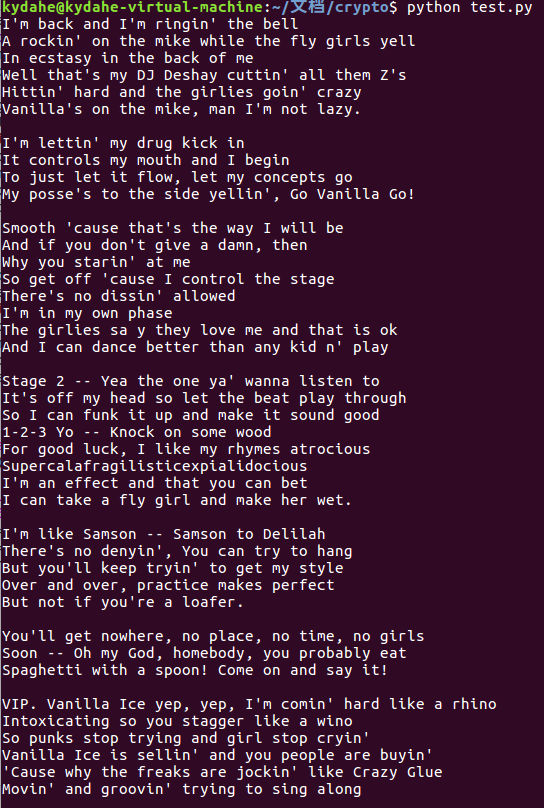 kydahe@kydahe-virtual-machine:~/文档/crypto$ python test.py
I'm back and I'm ringin' the bell
A rockin' on the mike while the fly girls yell
In ecstasy in the back of me
Well that's my DJ Deshay cuttin' all them Z's
Hittin' hard and the girlies goin' crazy
Vanilla's on the mike, man I'm not lazy.

I'm lettin' my drug kick in
It controls my mouth and I begin
To just let it flow, let my concepts go
My posse's to the side yellin', Go Vanilla Go!

Smooth 'cause that's the way I will be
And if you don't give a damn, then
Why you starin' at me
So get off 'cause I control the stage
There's no dissin' allowed
I'm in my own phase
The girlies sa y they love me and that is ok
And I can dance better than any kid n' play

Stage 2 -- Yea the one ya' wanna listen to
It's off my head so let the beat play through
So I can funk it up and make it sound good
1-2-3 Yo -- Knock on some wood
For good luck, I like my rhymes atrocious
Supercalafragilisticexpialidocious
I'm an effect and that you can bet
I can take a fly girl and make her wet.

I'm like Samson -- Samson to Delilah
There's no denyin', You can try to hang
But you'll keep tryin' to get my style
Over and over, practice makes perfect
But not if you're a loafer.

You'll get nowhere, no place, no time, no girls
Soon -- Oh my God, homebody, you probably eat
Spaghetti with a spoon! Come on and say it!

VIP. Vanilla Ice yep, yep, I'm comin' hard like a rhino
Intoxicating so you stagger like a wino
So punks stop trying and girl stop cryin'
Vanilla Ice is sellin' and you people are buyin'
'Cause why the freaks are jockin' like Crazy Glue
Movin' and groovin' trying to sing along